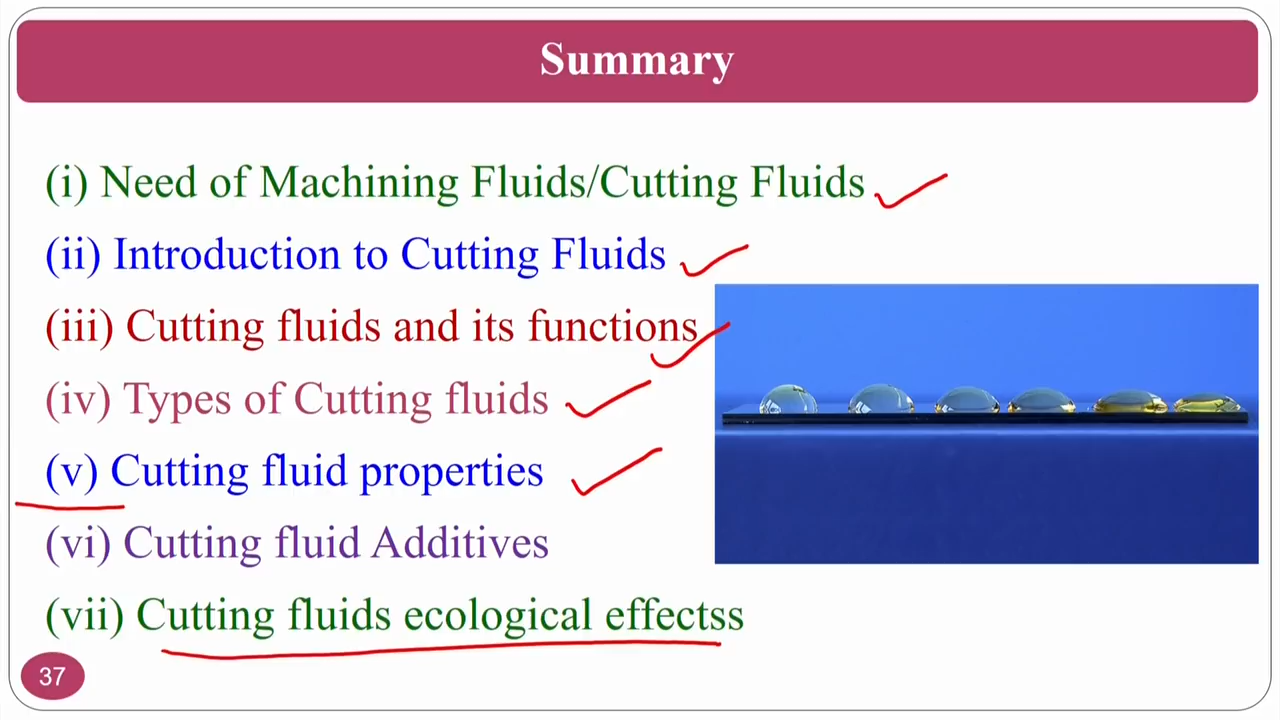 Summary
(i) Need of Machining Fluids/Cutting Fluids
(ii) Introduction to Cutting Fluids
(iii) Cutting fluids and its functions
(iv) Types of Cutting fluids
(v) Cutting fluid properties
(vi) Cutting fluid Additives
(vii) Cutting fluids ecological effectss
37